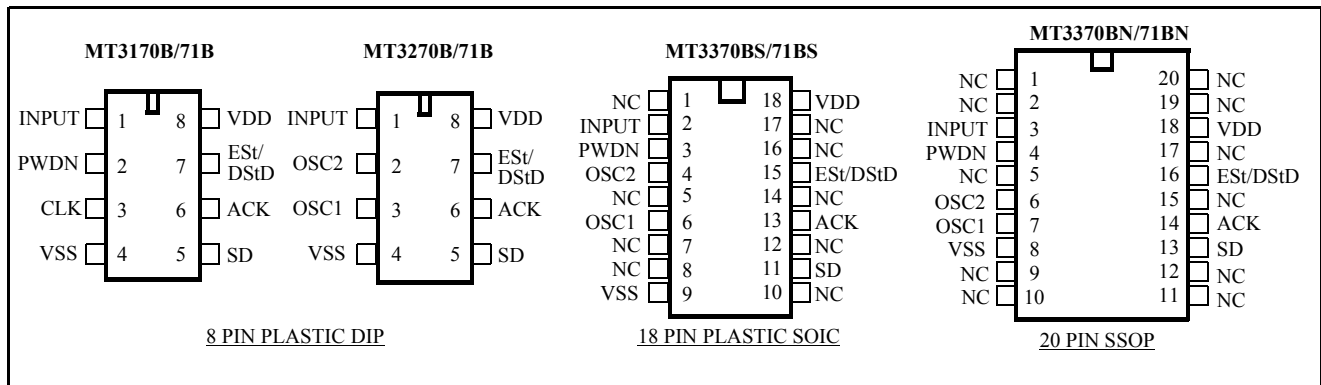 MT3170B/71B
INPUT 1 8 VDD
PWDN 2 7 ESt/
DStD
CLK 3 6 ACK
VSS 4 5 SD
MT3270B/71B
INPUT 1 8 VDD
OSC2 2 7 ESt/
DStD
OSC1 3 6 ACK
VSS 4 5 SD
8 PIN PLASTIC DIP
MT3370BS/71BS
NC 1 18 VDD
INPUT 2 17 NC
PWDN 3 16 NC
OSC2 4 15 ESt/DStD
NC 5 14 NC
OSC1 6 13 ACK
NC 7 12 NC
NC 8 11 SD
VSS 9 10 NC
18 PIN PLASTIC SOIC
MT3370BN/71BN
NC 1 20 NC
NC 2 19 NC
INPUT 3 18 VDD
PWDN 4 17 NC
NC 5 16 ESt/DStD
OSC2 6 15 NC
OSC1 7 14 ACK
VSS 8 13 SD
NC 9 12 NC
NC 10 11 NC
20 PIN SSOP